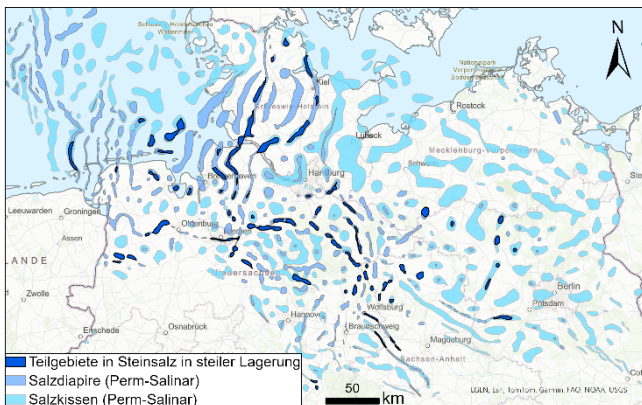 N
Kiel
Schleswig-Holstein
Rostock
Lübeck
Mecklenburg-Vorpommern
Schwerin
Hamburg
Bremerhaven
Leeuwarden
Groningen
Assen
Oldenburg
Bremen
LANDE
Zwolle
Niedersachsen
Berlin
Potsdam
Wolfsburg
Enschede
Osnabrück
Hannover
Braunschweig
Magdeburg
Sachsen-Anhalt
Teilgebiete in Steinsalz in steiler Lagerung
Salzdiapire (Perm-Salinar)
Salzkissen (Perm-Salinar)
50
km
LGLN, Esri, TomTom, Garmin, FAO, NOAA, USGS